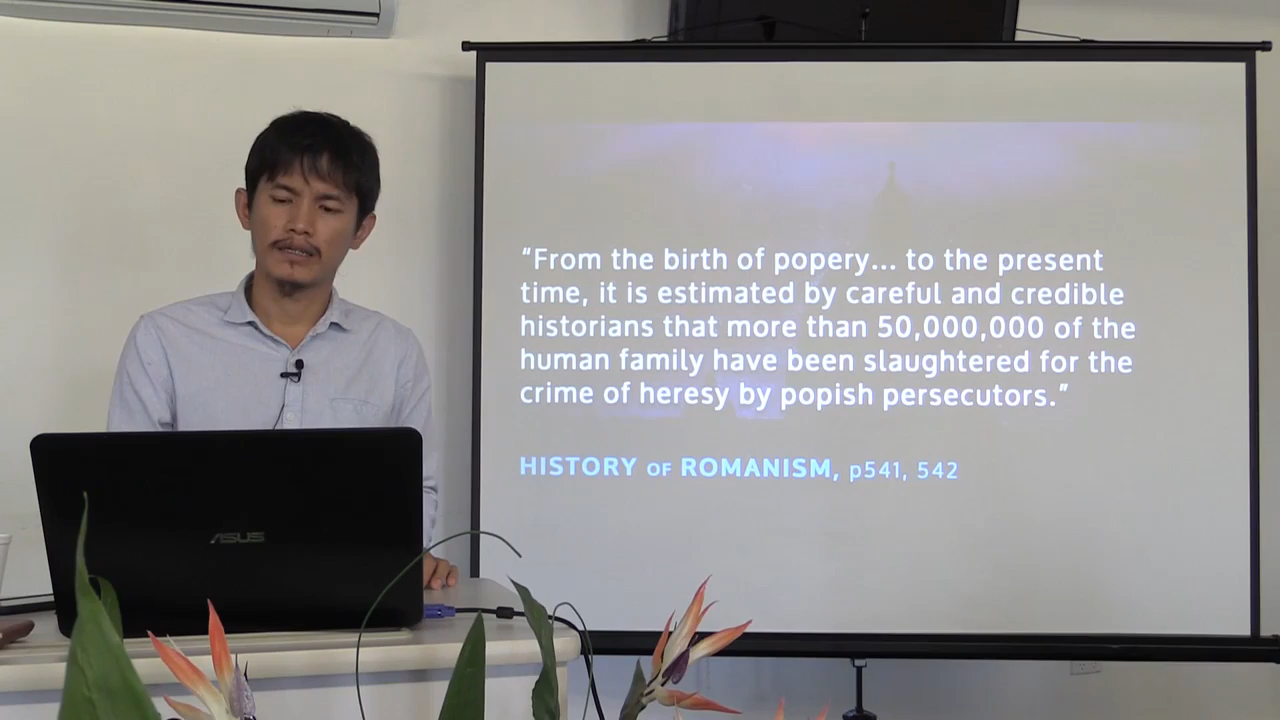 “From the birth of popery... to the present
time, it is estimated by careful and credible
historians that more than 50,000,000 of the
human family have been slaughtered for the
crime of heresy by popish persecutors.”
HISTORY OF ROMANISM, p541, 542
ASUS